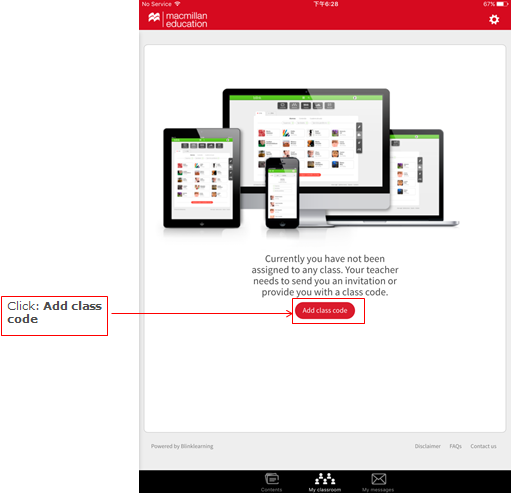 No Service
下午6:28
67%
macmillan
education
Currently you have not been
assigned to any class. Your teacher
needs to send you an invitation or
provide you with a class code.
Click: Add class
code
Add class code
Powered by Blinklearning
Disclaimer
FAQs
Contact us
Contents
My classroom
My messages